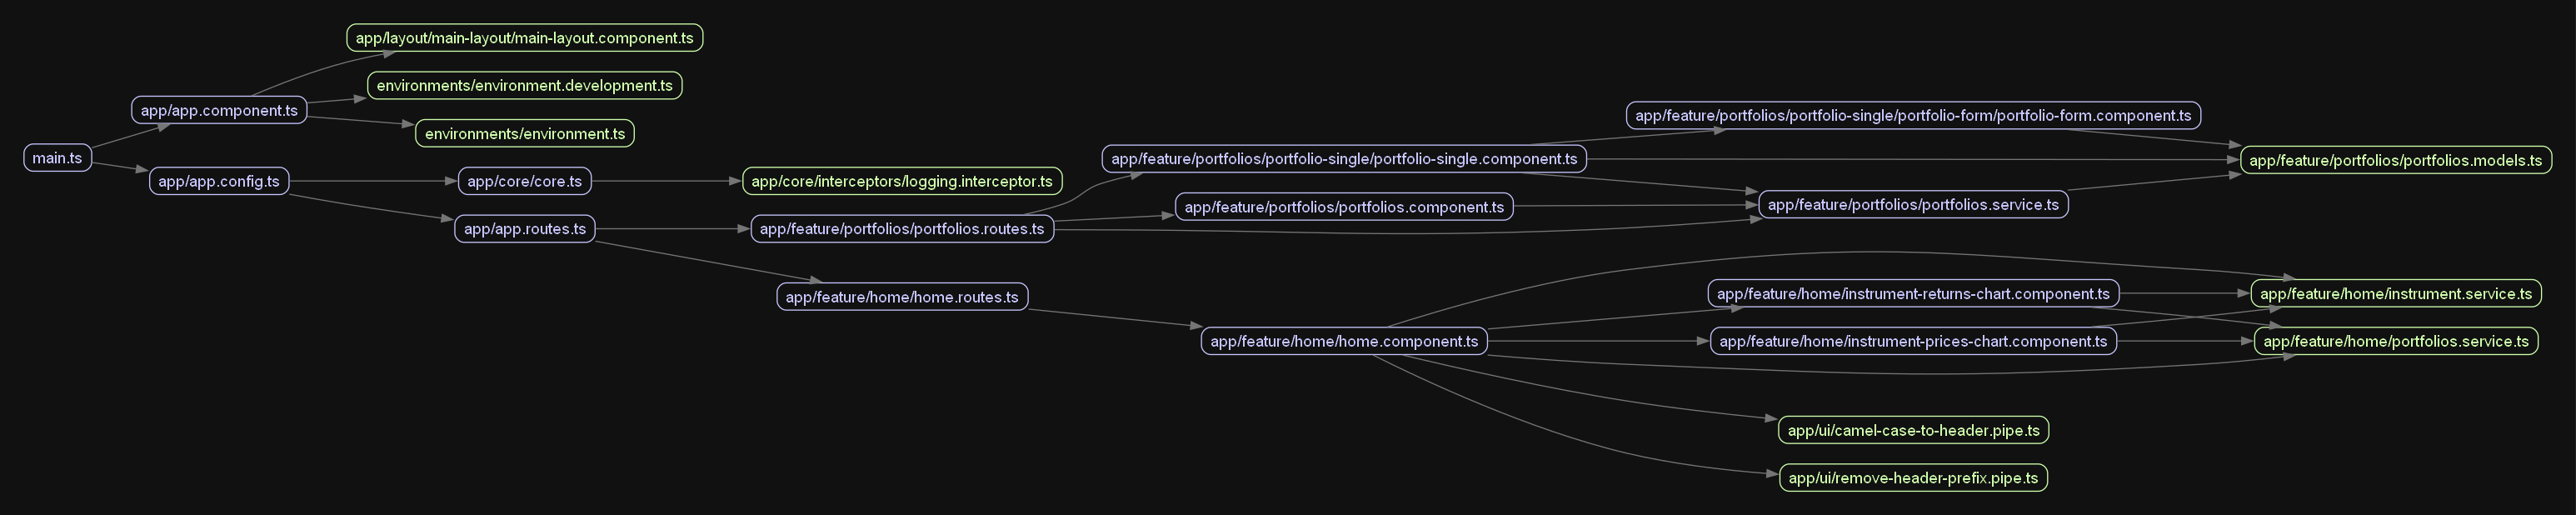 app/layout/main-layout/main-layout.component.ts
environments/environment.development.ts
app/app.component.ts
environments/environment.ts
main.ts
app/app.config.ts
app/core/core.ts
app/core/interceptors/logging.interceptor.ts
app/app.routes.ts
app/feature/portfolios/portfolios.routes.ts
app/feature/home/home.routes.ts
app/feature/portfolios/portfolio-single/portfolio-form/portfolio-form.component.ts
app/feature/portfolios/portfolio-single/portfolio-single.component.ts
app/feature/portfolios/portfolios.models.ts
app/feature/portfolios/portfolios.component.ts
app/feature/portfolios/portfolios.service.ts
app/feature/home/instrument-returns-chart.component.ts
app/feature/home/instrument.service.ts
app/feature/home/home.component.ts
app/feature/home/instrument-prices-chart.component.ts
app/feature/home/portfolios.service.ts
app/ui/camel-case-to-header.pipe.ts
app/ui/remove-header-prefix.pipe.ts